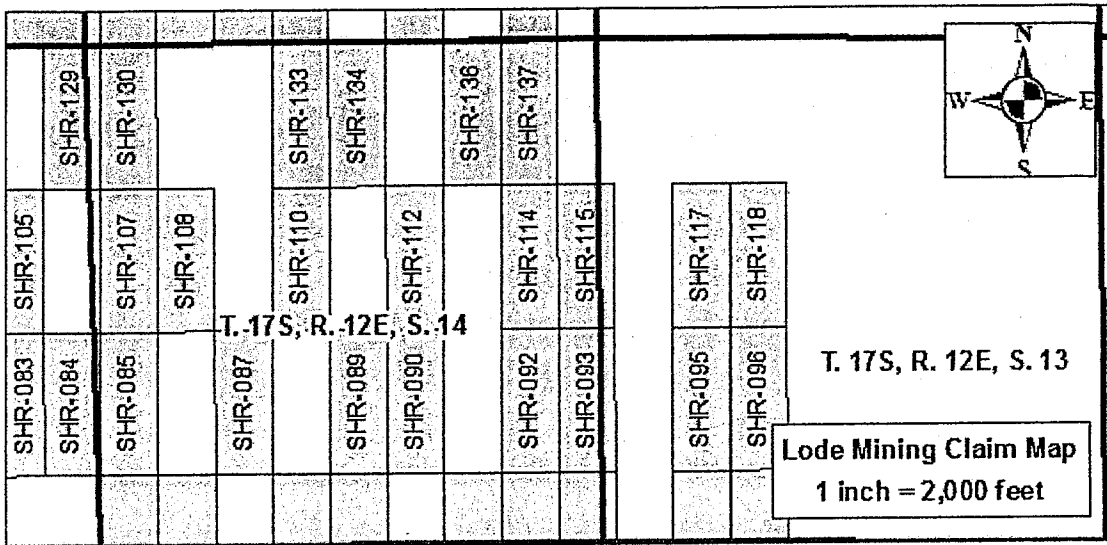 SHR-129
SHR-130
SHR-133
SHR-134
SHR-136
SHR-137
N
W
E
S
SHR-105
SHR-107
SHR-108
SHR-110
SHR-112
SHR-114
SHR-115
SHR-117
SHR-118
T. 17S, R. 12E, S. 14
SHR-083
SHR-084
SHR-085
SHR-087
SHR-089
SHR-090
SHR-092
SHR-093
SHR-095
SHR-096
T. 17S, R. 12E, S. 13
Lode Mining Claim Map
1 inch = 2,000 feet